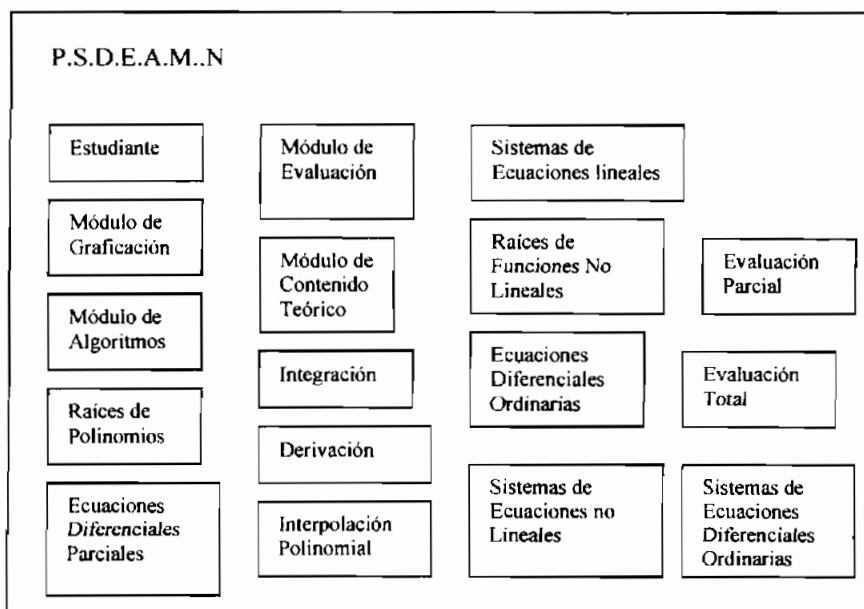 P.S.D.E.A.M..N
Estudiante
Módulo de
Graficación
Módulo de
Algoritmos
Raíces de
Polinomios
Ecuaciones
Diferenciales
Parciales
Módulo de
Evaluación
Módulo de
Contenido
Teórico
Integración
Derivación
Interpolación
Polinomial
Sistemas de
Ecuaciones lineales
Raíces de
Funciones No
Lineales
Ecuaciones
Diferenciales
Ordinarias
Sistemas de
Ecuaciones no
Lineales
Evaluación
Parcial
Evaluación
Total
Sistemas de
Ecuaciones
Diferenciales
Ordinarias